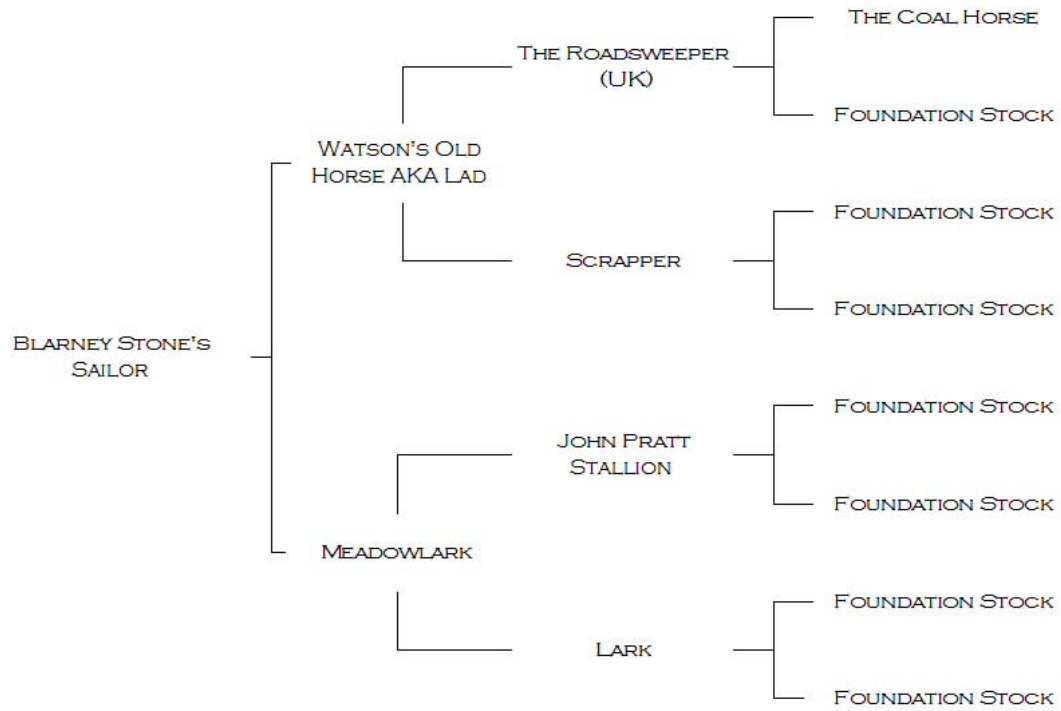 The Coal Horse
The Roadsweeper
(UK)
Foundation Stock
Watson's Old
Horse AKA Lad
Foundation Stock
Scrapper
Foundation Stock
Blarney Stone's
Sailor
Foundation Stock
John Pratt
Stallion
Foundation Stock
Meadowlark
Foundation Stock
Lark
Foundation Stock